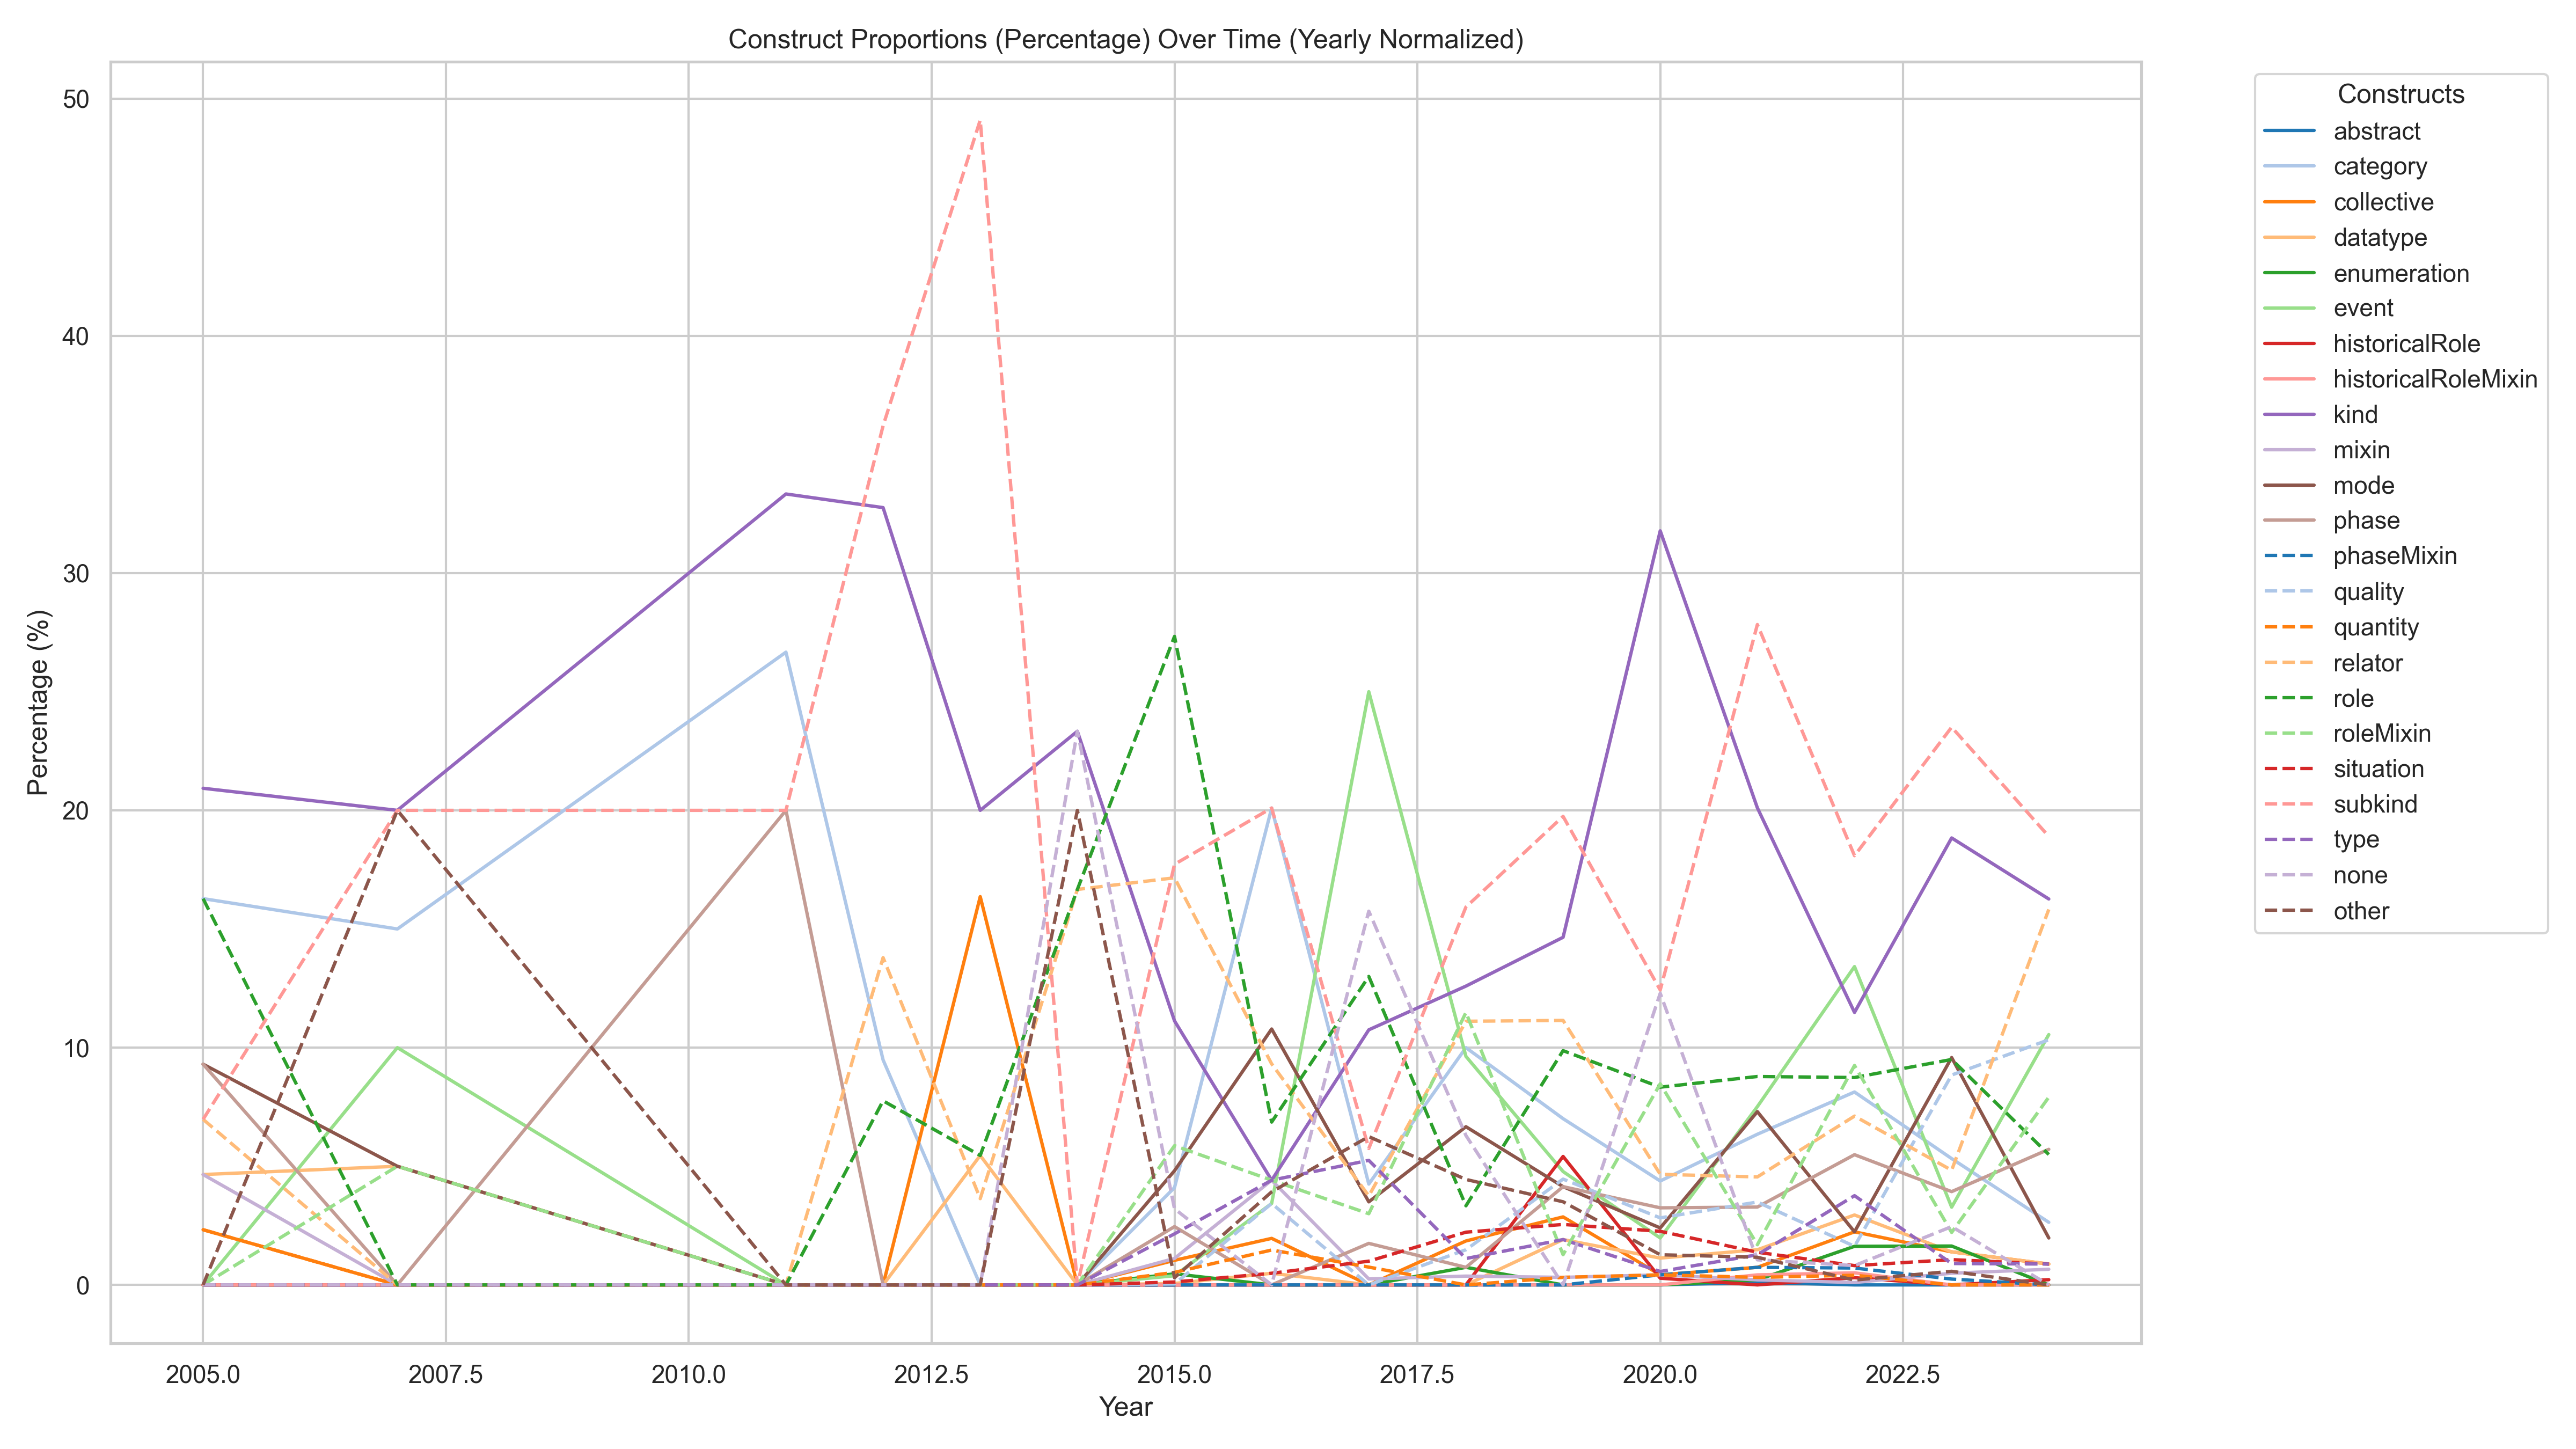 Construct Proportions (Percentage) Over Time (Yearly Normalized)
50
40
30
20
10
0
Percentage (%)
2005.0
2007.5
2010.0
2012.5
2015.0
2017.5
2020.0
2022.5
Year
Constructs
abstract
category
collective
datatype
enumeration
event
historicalRole
historicalRoleMixin
kind
mixin
mode
phase
phaseMixin
quality
quantity
relator
role
roleMixin
situation
subkind
type
none
other